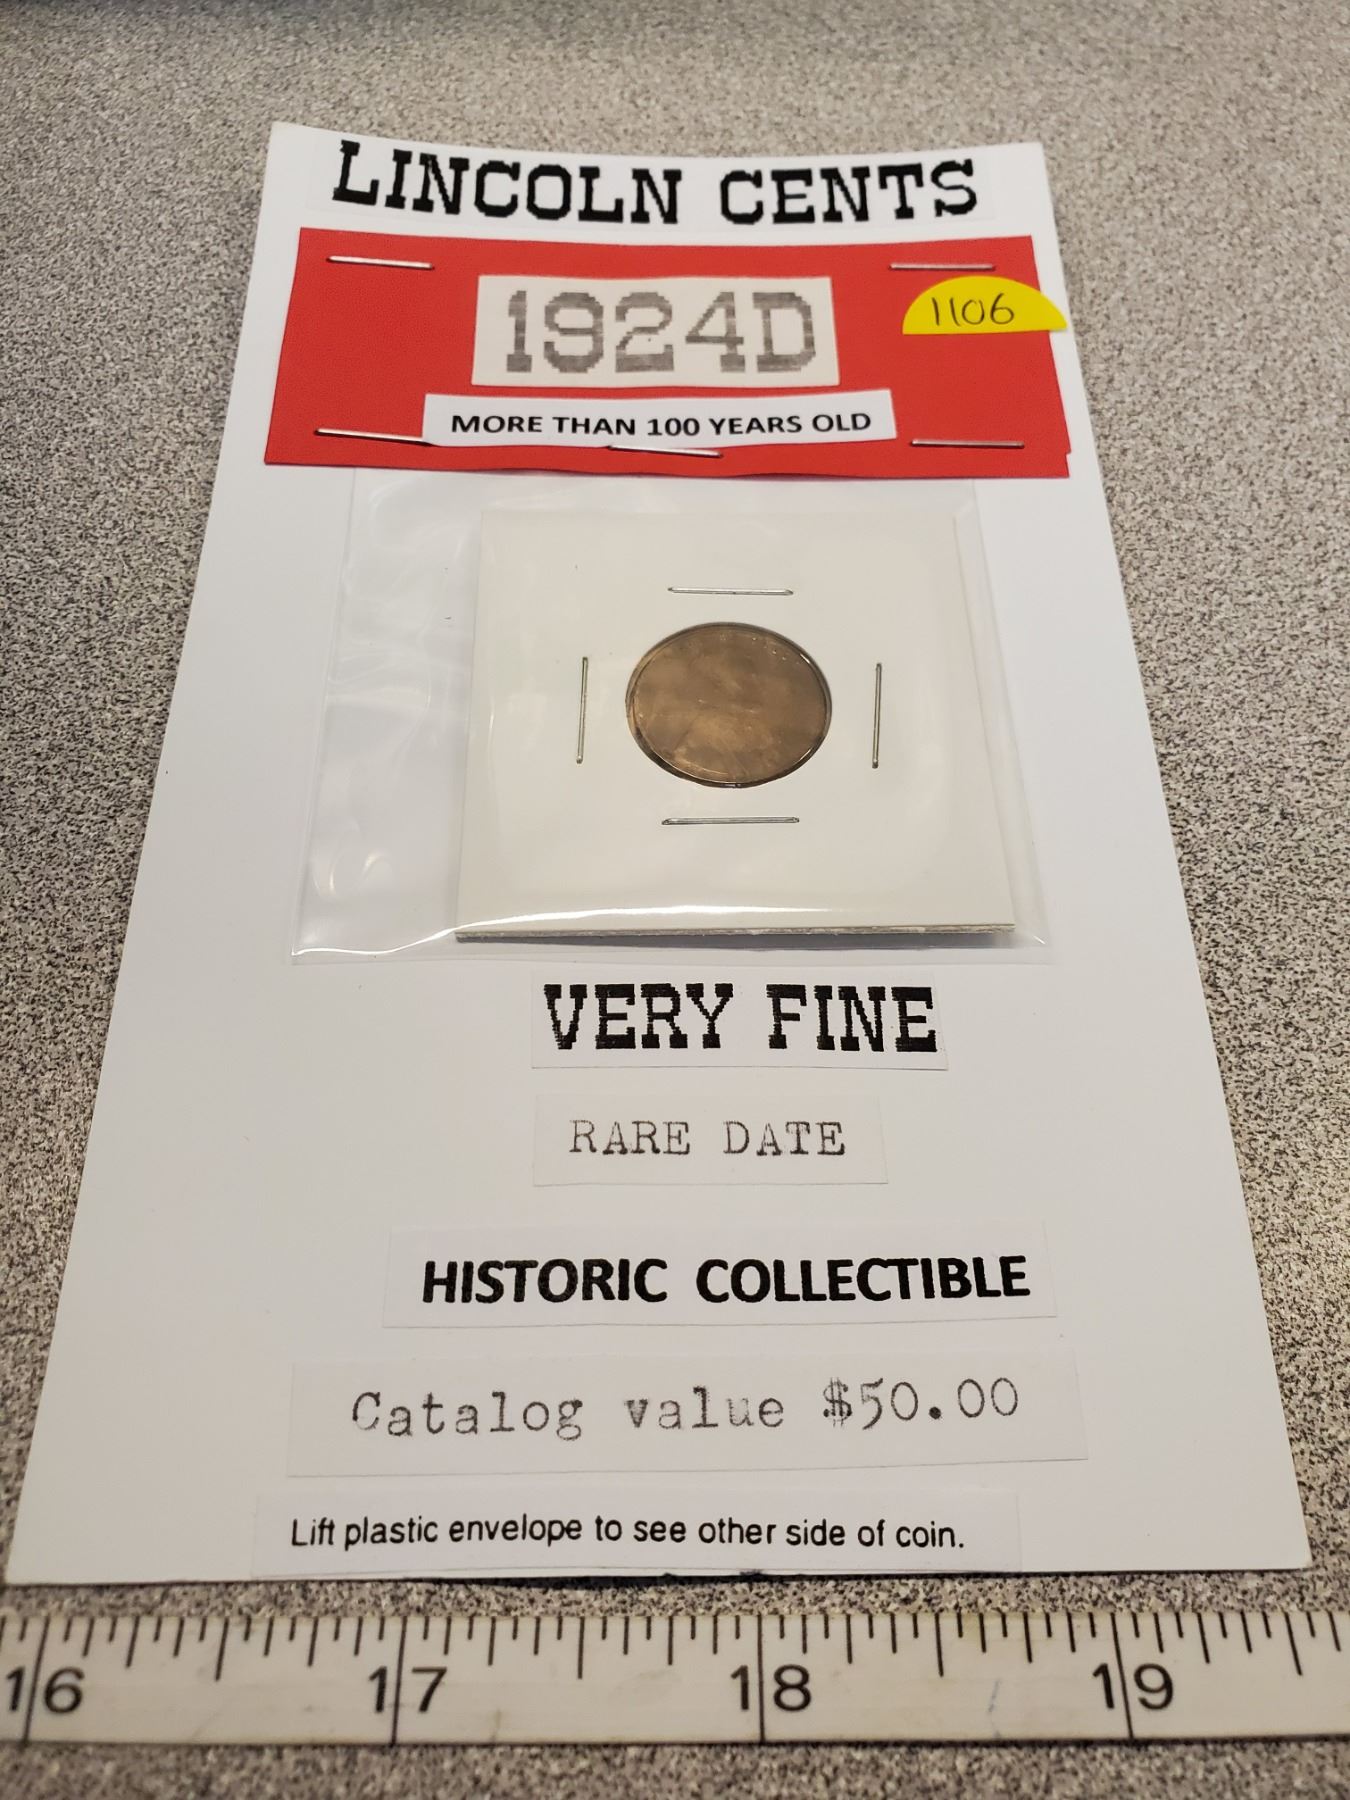 LINCOLN CENTS
1924D
1106
MORE THAN 100 YEARS OLD
VERY FINE
RARE DATE
HISTORIC COLLECTIBLE
Catalog value $50.00
Lift plastic envelope to see other side of coin.
16 17 18 19